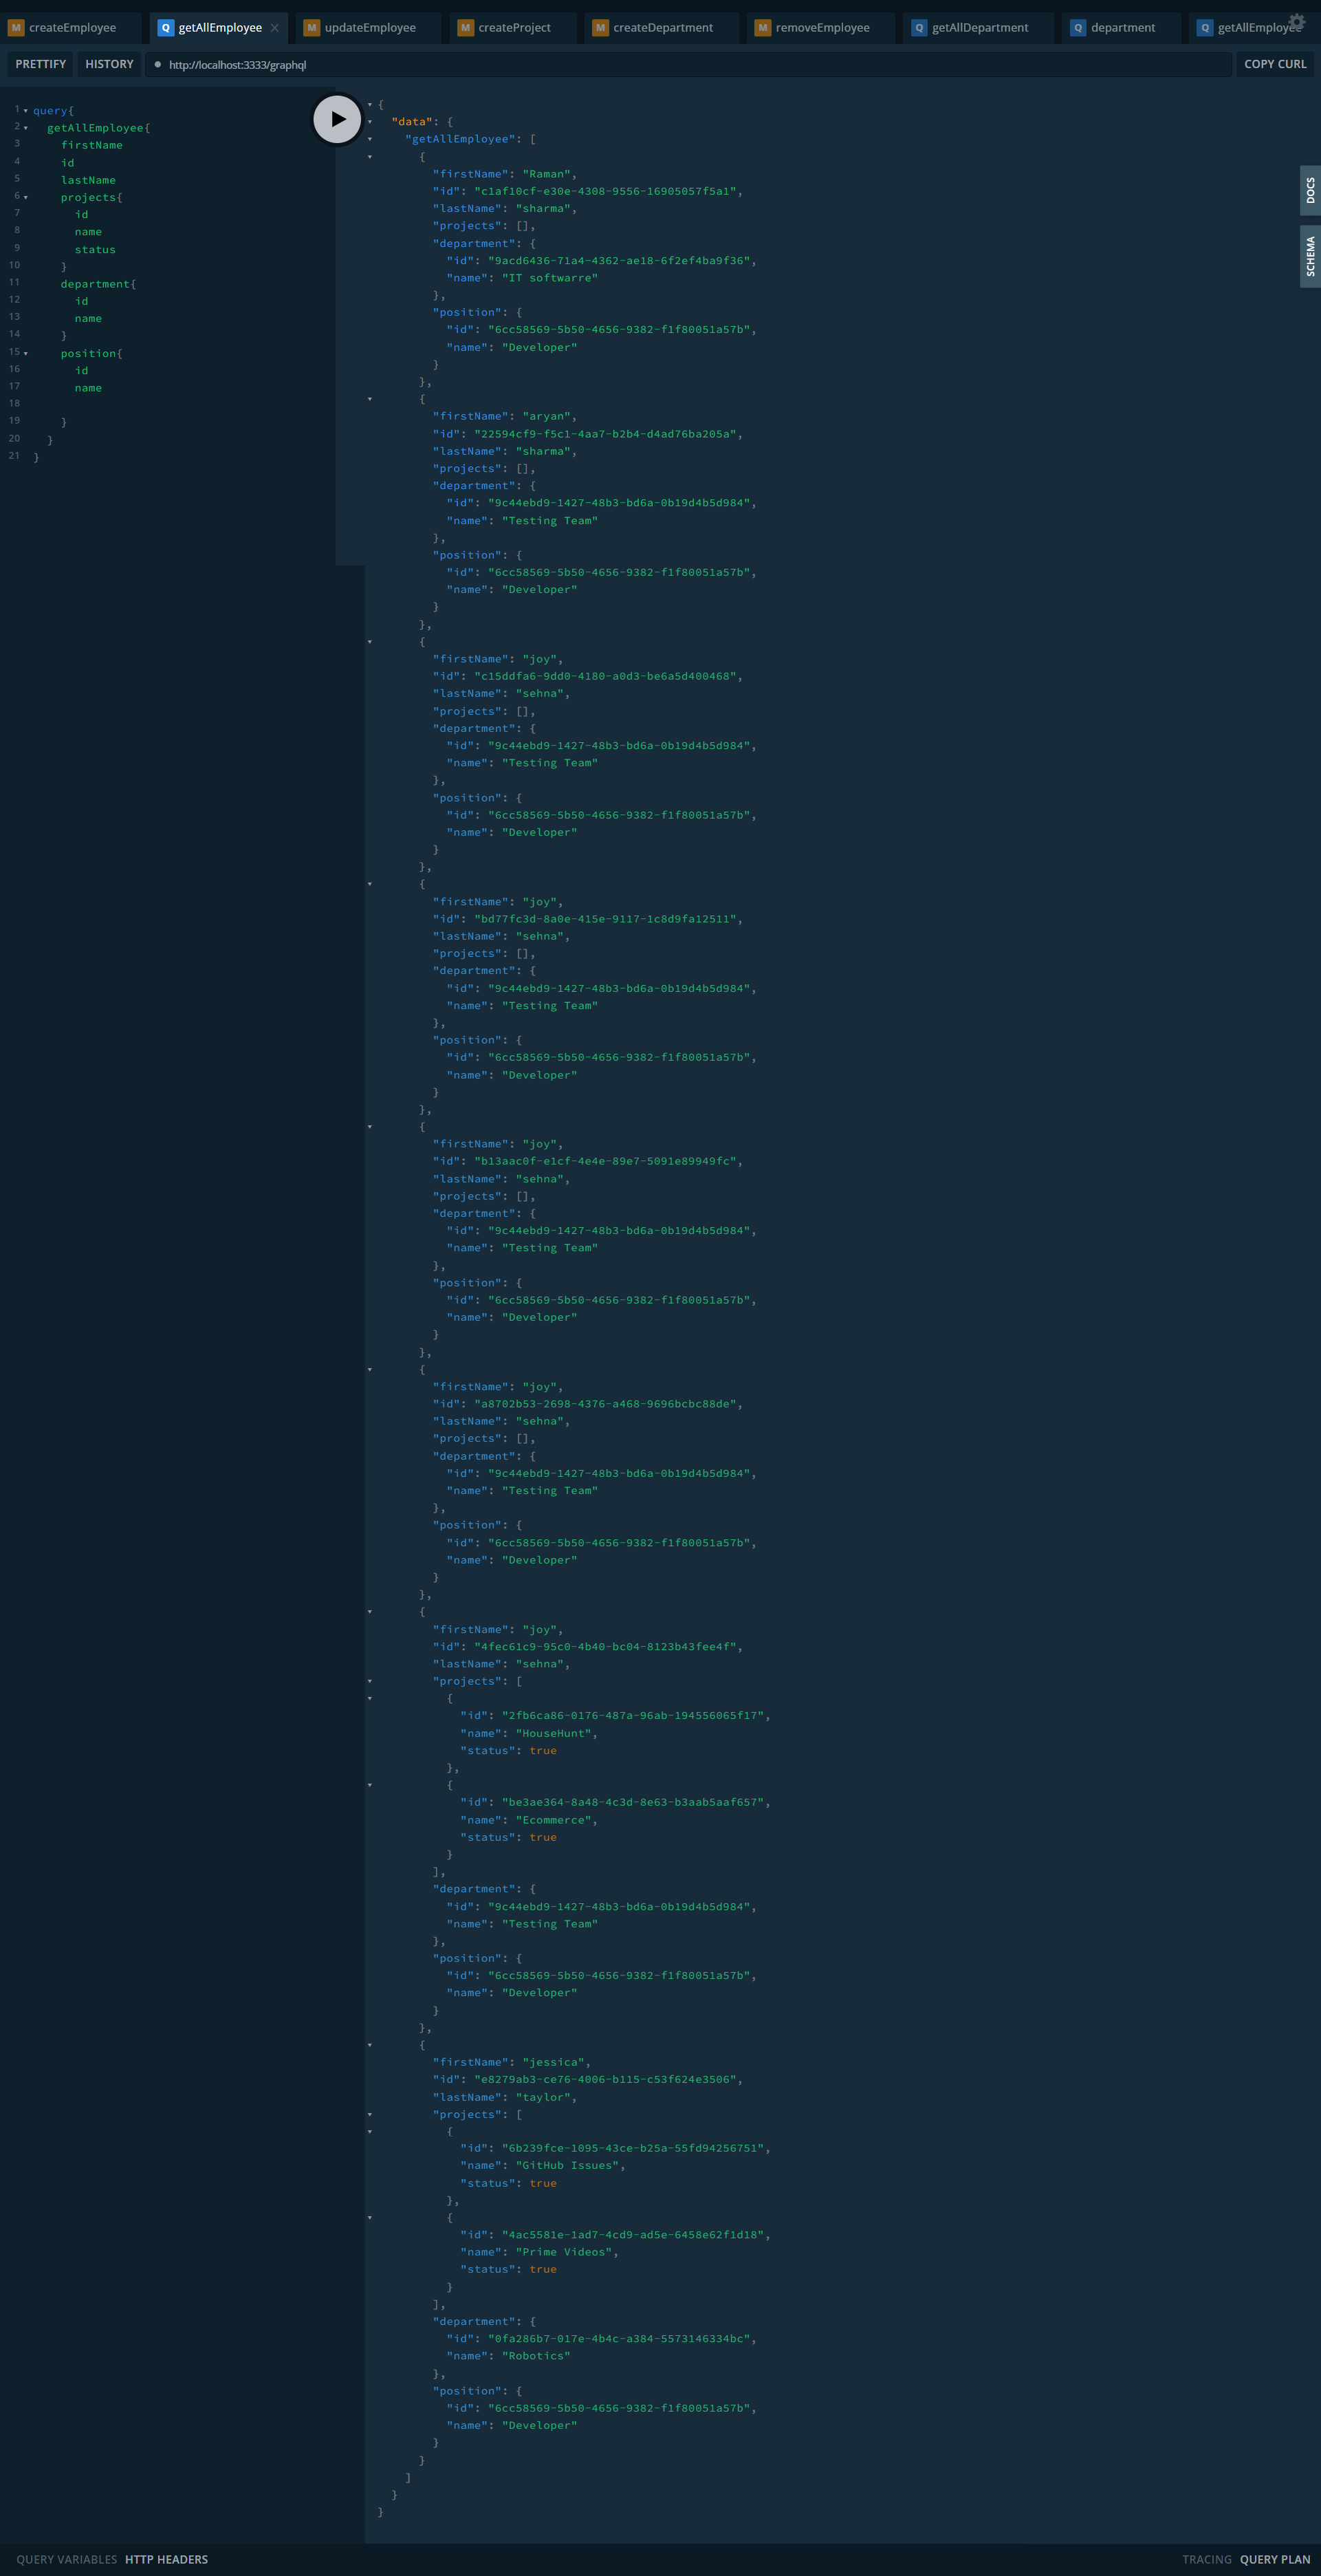 M createEmployee Q getAllEmployee × M updateEmployee M createProject M createDepartment M removeEmployee Q getAllDepartment Q department Q getAllEmployee
PRETTIFY HISTORY http://localhost:3333/graphql COPY CURL
1 query{
2 getAllEmployee{
3 firstName
4 id
5 lastName
6 projects{
7 id
8 name
9 status
10 }
11 department{
12 id
13 name
14 }
15 position{
16 id
17 name
18
19 }
20 }
21 }
{
"data": {
"getAllEmployee": [
{
"firstName": "Raman",
"id": "c1af10cf-e30e-4308-9556-16905057f5a1",
"lastName": "sharma",
"projects": [],
"department": {
"id": "9acd6436-71a4-4362-ae18-6f2ef4ba9f36",
"name": "IT softwarre"
},
"position": {
"id": "6cc58569-5b50-4656-9382-f1f80051a57b",
"name": "Developer"
}
},
{
"firstName": "aryan",
"id": "22594cf9-f5c1-4aa7-b2b4-d4ad76ba205a",
"lastName": "sharma",
"projects": [],
"department": {
"id": "9c44ebd9-1427-48b3-bd6a-0b19d4b5d984",
"name": "Testing Team"
},
"position": {
"id": "6cc58569-5b50-4656-9382-f1f80051a57b",
"name": "Developer"
}
},
{
"firstName": "joy",
"id": "c15ddfa6-9dd0-4180-a0d3-be6a5d400468",
"lastName": "sehna",
"projects": [],
"department": {
"id": "9c44ebd9-1427-48b3-bd6a-0b19d4b5d984",
"name": "Testing Team"
},
"position": {
"id": "6cc58569-5b50-4656-9382-f1f80051a57b",
"name": "Developer"
}
},
{
"firstName": "joy",
"id": "bd77fc3d-8a0e-415e-9117-1c8d9fa12511",
"lastName": "sehna",
"projects": [],
"department": {
"id": "9c44ebd9-1427-48b3-bd6a-0b19d4b5d984",
"name": "Testing Team"
},
"position": {
"id": "6cc58569-5b50-4656-9382-f1f80051a57b",
"name": "Developer"
}
},
{
"firstName": "joy",
"id": "b13aac0f-e1cf-4e4e-89e7-5091e89949fc",
"lastName": "sehna",
"projects": [],
"department": {
"id": "9c44ebd9-1427-48b3-bd6a-0b19d4b5d984",
"name": "Testing Team"
},
"position": {
"id": "6cc58569-5b50-4656-9382-f1f80051a57b",
"name": "Developer"
}
},
{
"firstName": "joy",
"id": "a8702b53-2698-4376-a468-9696bcbc88de",
"lastName": "sehna",
"projects": [],
"department": {
"id": "9c44ebd9-1427-48b3-bd6a-0b19d4b5d984",
"name": "Testing Team"
},
"position": {
"id": "6cc58569-5b50-4656-9382-f1f80051a57b",
"name": "Developer"
}
},
{
"firstName": "joy",
"id": "4fec61c9-95c0-4b40-bc04-8123b43fee4f",
"lastName": "sehna",
"projects": [
{
"id": "2fb6ca86-0176-487a-96ab-194556065f17",
"name": "HouseHunt",
"status": true
},
{
"id": "be3ae364-8a48-4c3d-8e63-b3aab5aaf657",
"name": "Ecommerce",
"status": true
}
],
"department": {
"id": "9c44ebd9-1427-48b3-bd6a-0b19d4b5d984",
"name": "Testing Team"
},
"position": {
"id": "6cc58569-5b50-4656-9382-f1f80051a57b",
"name": "Developer"
}
},
{
"firstName": "jessica",
"id": "e8279ab3-ce76-4006-b115-c53f624e3506",
"lastName": "taylor",
"projects": [
{
"id": "6b239fce-1095-43ce-b25a-55fd94256751",
"name": "GitHub Issues",
"status": true
},
{
"id": "4ac5581e-1ad7-4cd9-ad5e-6458e62f1d18",
"name": "Prime Videos",
"status": true
}
],
"department": {
"id": "0fa286b7-017e-4b4c-a384-5573146334bc",
"name": "Robotics"
},
"position": {
"id": "6cc58569-5b50-4656-9382-f1f80051a57b",
"name": "Developer"
}
}
]
}
}
DOCS
SCHEMA
QUERY VARIABLES HTTP HEADERS TRACING QUERY PLAN